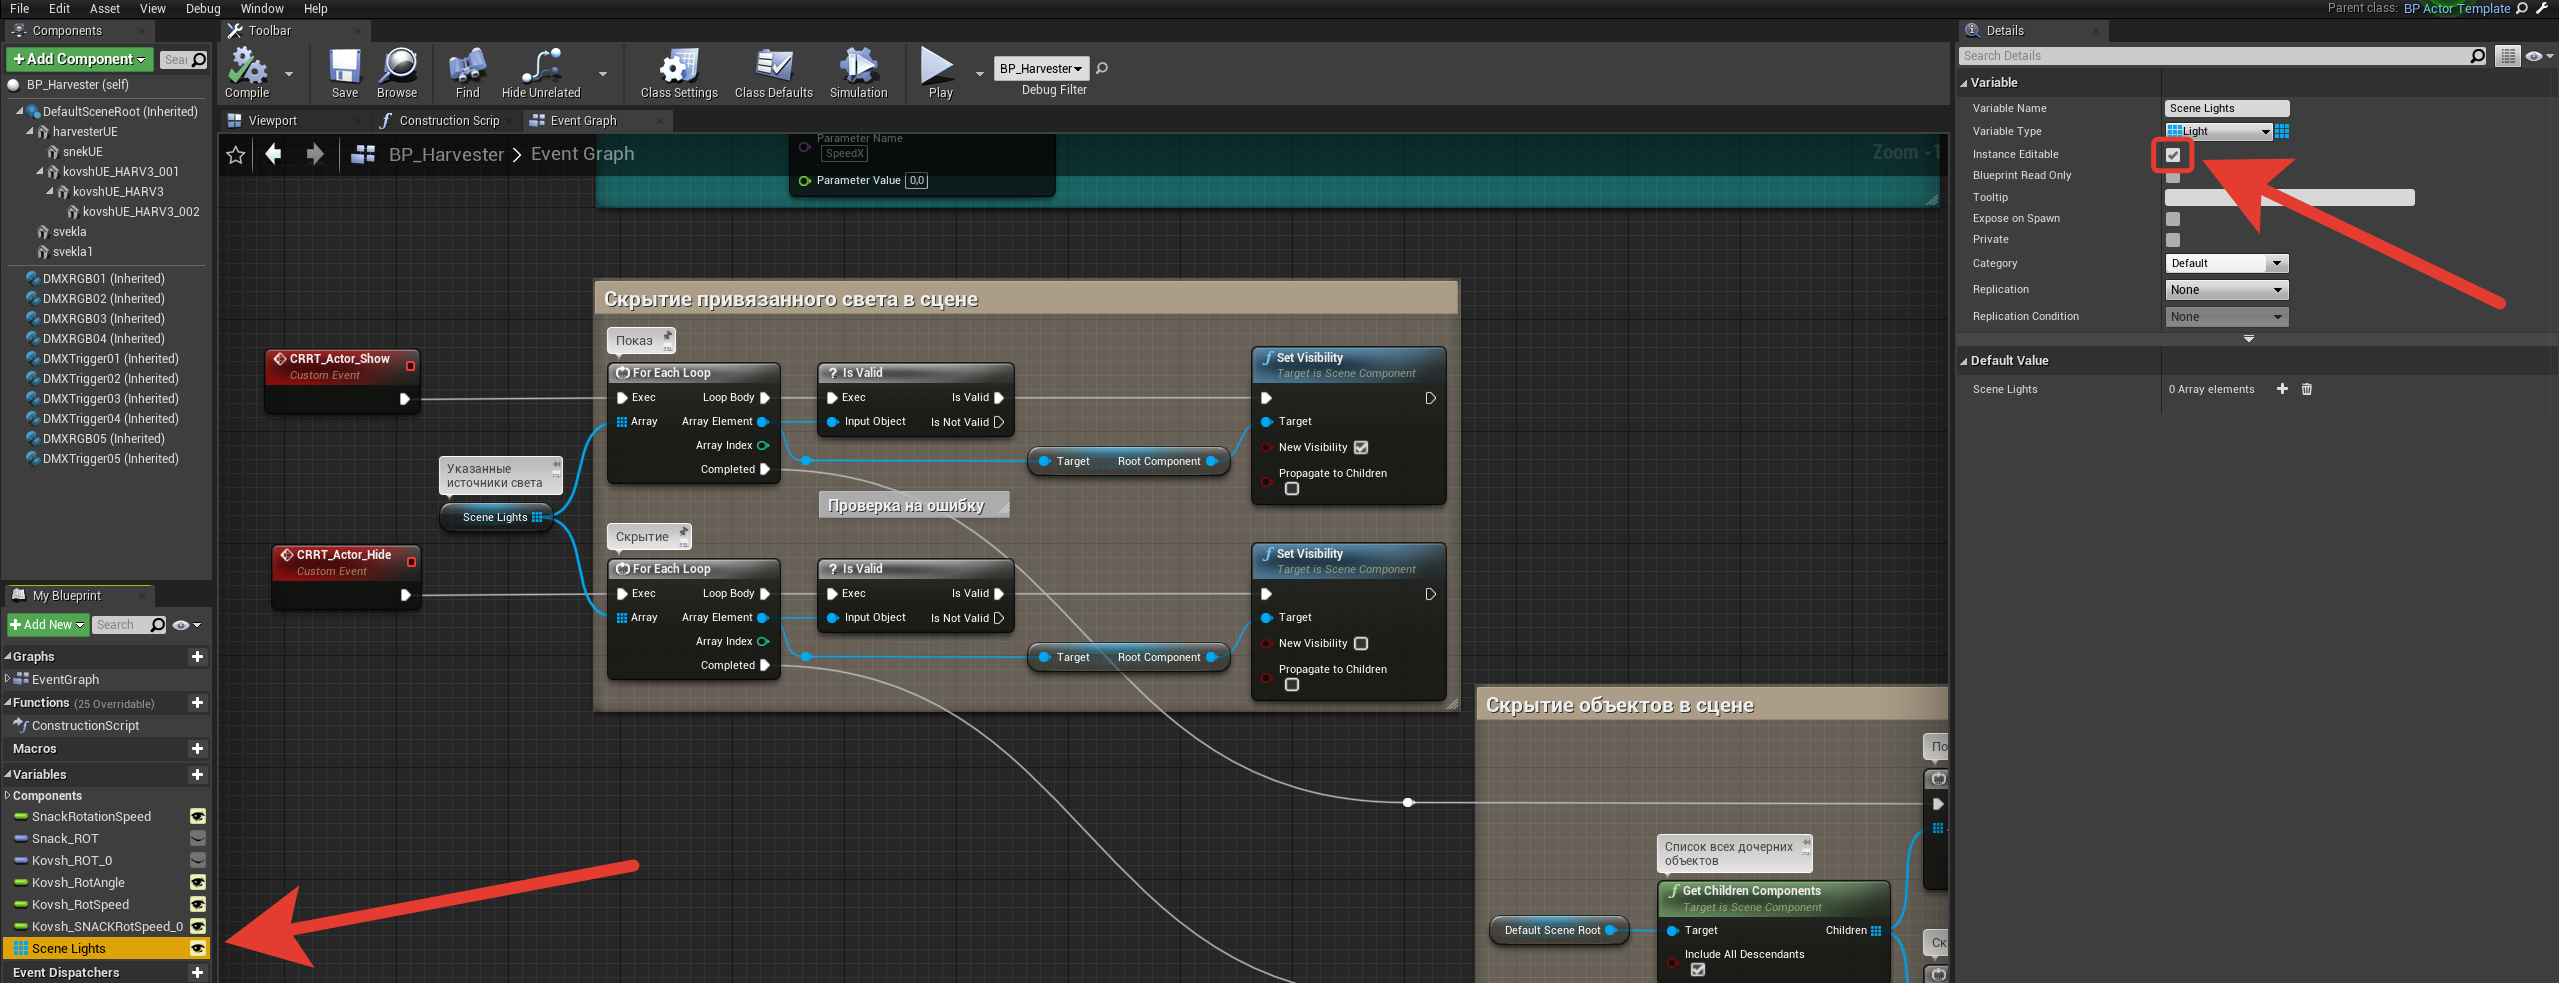 File Edit Asset View Debug Window Help
Parent class: BP Actor Template
Components
+Add Component
Sear
BP_Harvester (self)
DefaultSceneRoot (Inherited)
harvesterUE
snekUE
kovshUE_HARV3_001
kovshUE_HARV3
kovshUE_HARV3_002
svekla
svekla1
DMXRGB01 (Inherited)
DMXRGB02 (Inherited)
DMXRGB03 (Inherited)
DMXRGB04 (Inherited)
DMXTrigger01 (Inherited)
DMXTrigger02 (Inherited)
DMXTrigger03 (Inherited)
DMXTrigger04 (Inherited)
DMXRGB05 (Inherited)
DMXTrigger05 (Inherited)
My Blueprint
+Add New
Search
Graphs
EventGraph
Functions (25 Overridable)
ConstructionScript
Macros
Variables
Components
SnackRotationSpeed
Snack_ROT
Kovsh_ROT_0
Kovsh_RotAngle
Kovsh_RotSpeed
Kovsh_SNACKRotSpeed_0
Scene Lights
Event Dispatchers
Toolbar
Compile
Save
Browse
Find
Hide Unrelated
Class Settings
Class Defaults
Simulation
Play
BP_Harvester
Debug Filter
Viewport
Construction Scrip
Event Graph
BP_Harvester > Event Graph
Zoom -1
Parameter Name
SpeedX
Parameter Value 0,0
Скрытие привязанного света в сцене
Показ
CRRT_Actor_Show
Custom Event
For Each Loop
Exec
Loop Body
Array
Array Element
Array Index
Completed
? Is Valid
Exec
Is Valid
Input Object
Is Not Valid
Target
Root Component
Set Visibility
Target is Scene Component
Target
New Visibility
Propagate to Children
Указанные
источники света
Scene Lights
Проверка на ошибку
Скрытие
CRRT_Actor_Hide
Custom Event
For Each Loop
Exec
Loop Body
Array
Array Element
Array Index
Completed
? Is Valid
Exec
Is Valid
Input Object
Is Not Valid
Target
Root Component
Set Visibility
Target is Scene Component
Target
New Visibility
Propagate to Children
Скрытие объектов в сцене
По
Список всех дочерних
объектов
Get Children Components
Target is Scene Component
Default Scene Root
Target
Children
Include All Descendants
Ск
Details
Search Details
Variable
Variable Name
Scene Lights
Variable Type
Light
Instance Editable
Blueprint Read Only
Tooltip
Expose on Spawn
Private
Category
Default
Replication
None
Replication Condition
None
Default Value
Scene Lights
0 Array elements